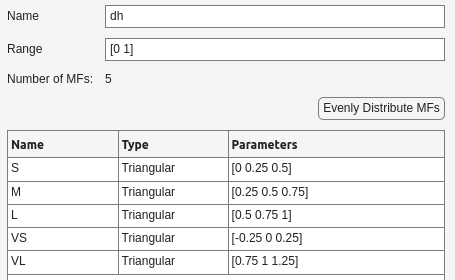 Name dh
Range [0 1]
Number of MFs: 5
Evenly Distribute MFs
Name Type Parameters
S Triangular [0 0.25 0.5]
M Triangular [0.25 0.5 0.75]
L Triangular [0.5 0.75 1]
VS Triangular [-0.25 0 0.25]
VL Triangular [0.75 1 1.25]